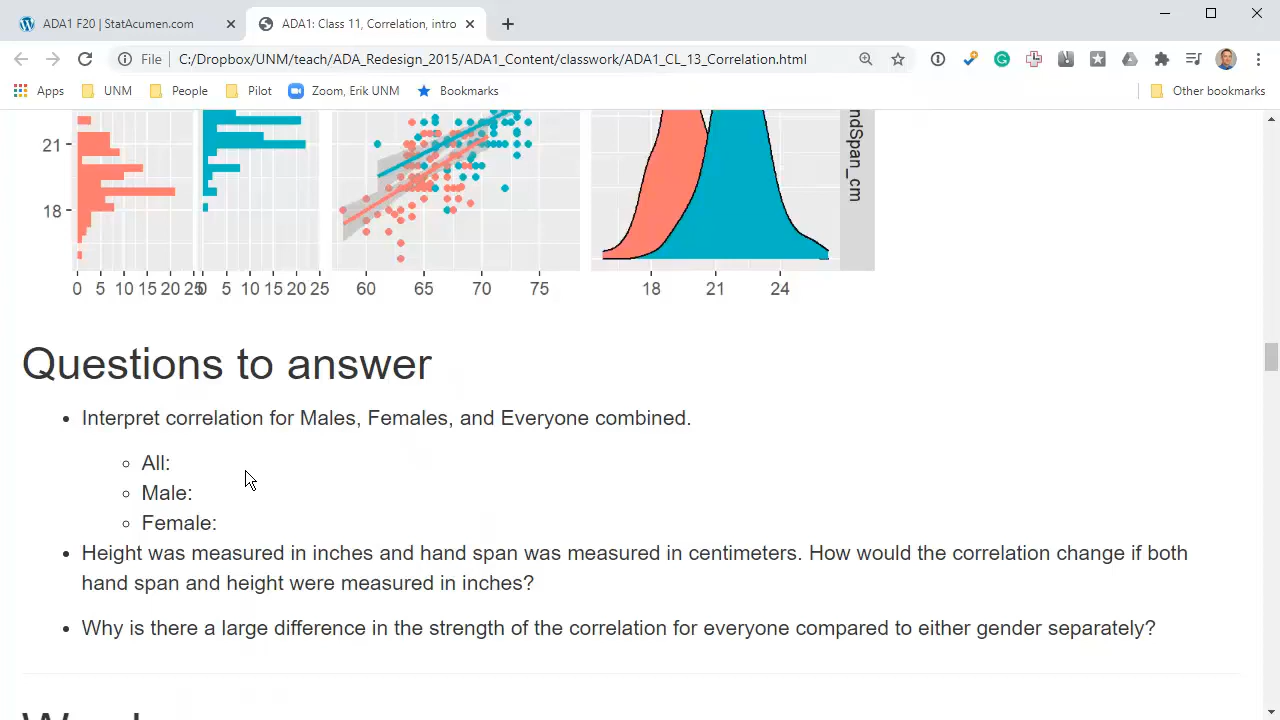 ADA1 F20 | StatAcumen.com
ADA1: Class 11, Correlation, intro
File C:/Dropbox/UNM/teach/ADA_Redesign_2015/ADA1_Content/classwork/ADA1_CL_13_Correlation.html
Apps UNM People Pilot Zoom, Erik UNM Bookmarks Other bookmarks
21
18
ndSpan_cm
0 5 10 15 20 25 0 5 10 15 20 25 60 65 70 75 18 21 24
Questions to answer
• Interpret correlation for Males, Females, and Everyone combined.
◦ All:
◦ Male:
◦ Female:
• Height was measured in inches and hand span was measured in centimeters. How would the correlation change if both
hand span and height were measured in inches?
• Why is there a large difference in the strength of the correlation for everyone compared to either gender separately?